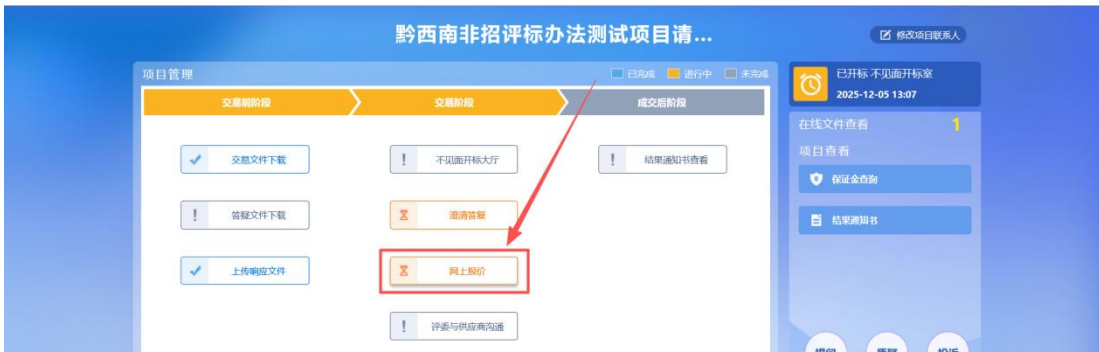 黔西南非招评标办法测试项目请...
修改项目联系人
项目管理
已完成 进行中 未完成
交易前阶段 交易阶段 成交后阶段
交易文件下载
不见面开标大厅
结果通知书查看
答疑文件下载
澄清答复
上传响应文件
网上报价
评委与供应商沟通
已开标 不见面开标室
2025-12-05 13:07
在线文件查看 1
项目查看
保证金查询
结果通知书
提问 质疑 投诉